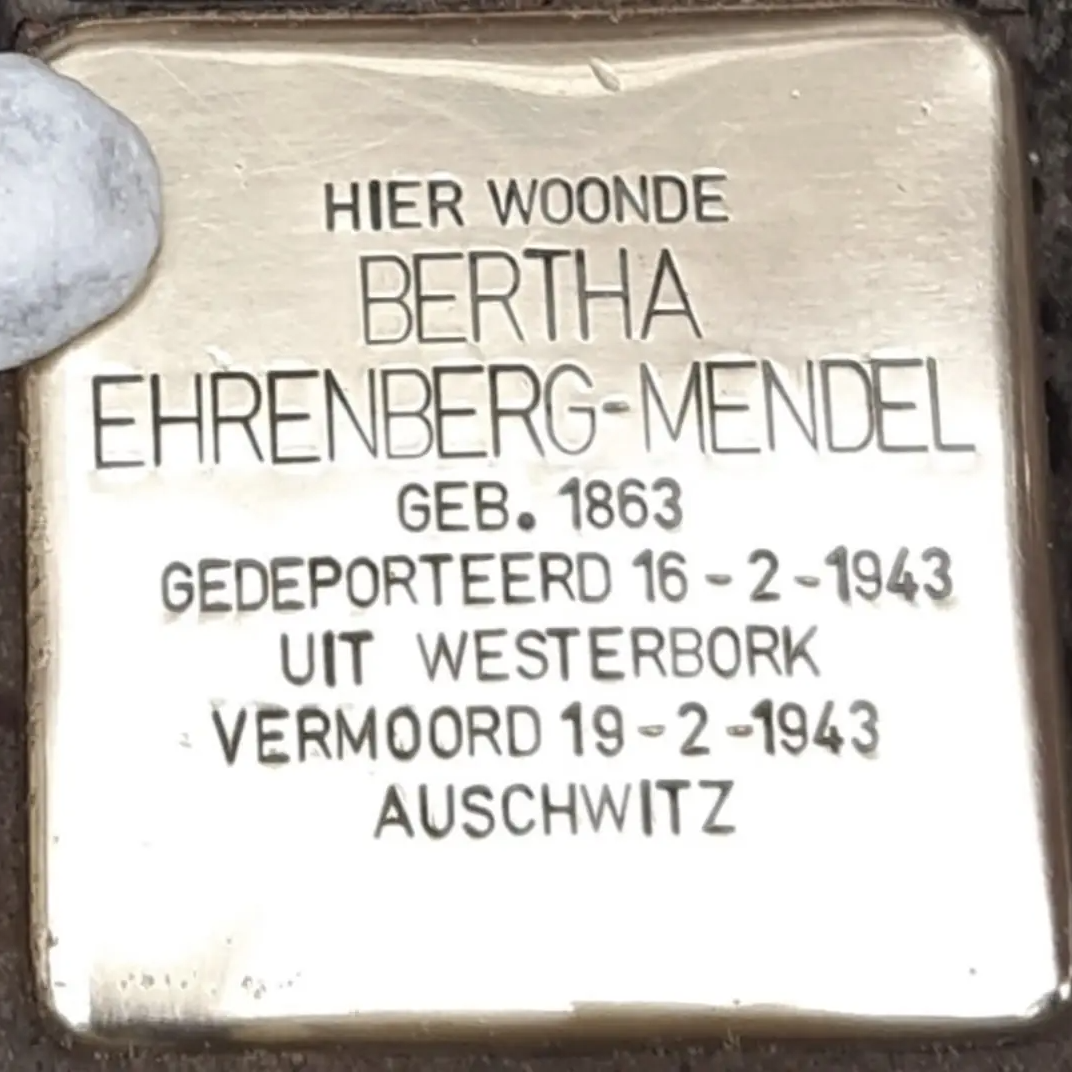 HIER WOONDE
BERTHA
EHRENBERG-MENDEL
GEB. 1863
GEDEPORTEERD 16-2-1943
UIT WESTERBORK
VERMOORD 19-2-1943
AUSCHWITZ